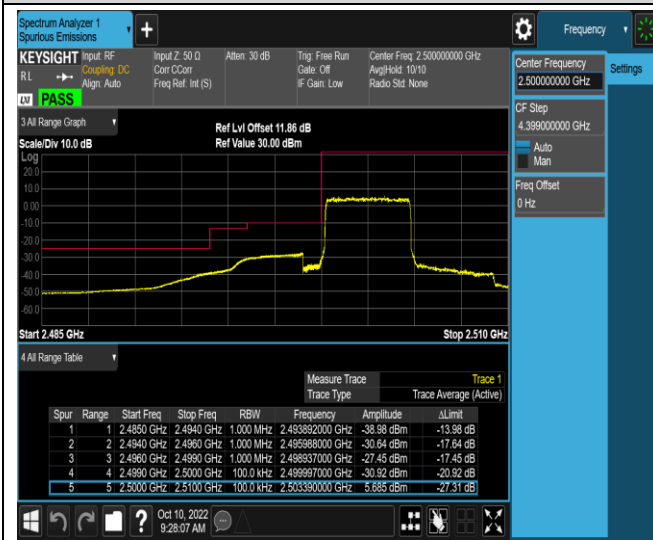 Spectrum Analyzer 1
Spurious Emissions
Frequency
KEYSIGHT Input: RF Input Z: 50 Ω Atten: 30 dB Trig: Free Run Center Freq: 2.500000000 GHz
RL Coupling: DC Corr CCorr Gate: Off Avg|Hold: 10/10
Align: Auto Freq Ref: Int (S) IF Gain: Low Radio Std: None
LXI PASS
Center Frequency
2.500000000 GHz
Settings
CF Step
4.399000000 GHz
Auto
Man
Freq Offset
0 Hz
3 All Range Graph
Ref Lvl Offset 11.86 dB
Scale/Div 10.0 dB Ref Value 30.00 dBm
Log
20.0
10.0
0.00
-10.0
-20.0
-30.0
-40.0
-50.0
-60.0
Start 2.485 GHz Stop 2.510 GHz
4 All Range Table
Measure Trace Trace 1
Trace Type Trace Average (Active)
Spur Range Start Freq Stop Freq RBW Frequency Amplitude ΔLimit
1 1 2.4850 GHz 2.4940 GHz 1.000 MHz 2.493892000 GHz -38.98 dBm -13.98 dB
2 2 2.4940 GHz 2.4960 GHz 1.000 MHz 2.495988000 GHz -30.64 dBm -17.64 dB
3 3 2.4960 GHz 2.4990 GHz 1.000 MHz 2.498937000 GHz -27.45 dBm -17.45 dB
4 4 2.4990 GHz 2.5000 GHz 100.0 kHz 2.499997000 GHz -30.92 dBm -20.92 dB
5 5 2.5000 GHz 2.5100 GHz 100.0 kHz 2.503390000 GHz 5.685 dBm -27.31 dB
Oct 10, 2022
9:28:07 AM